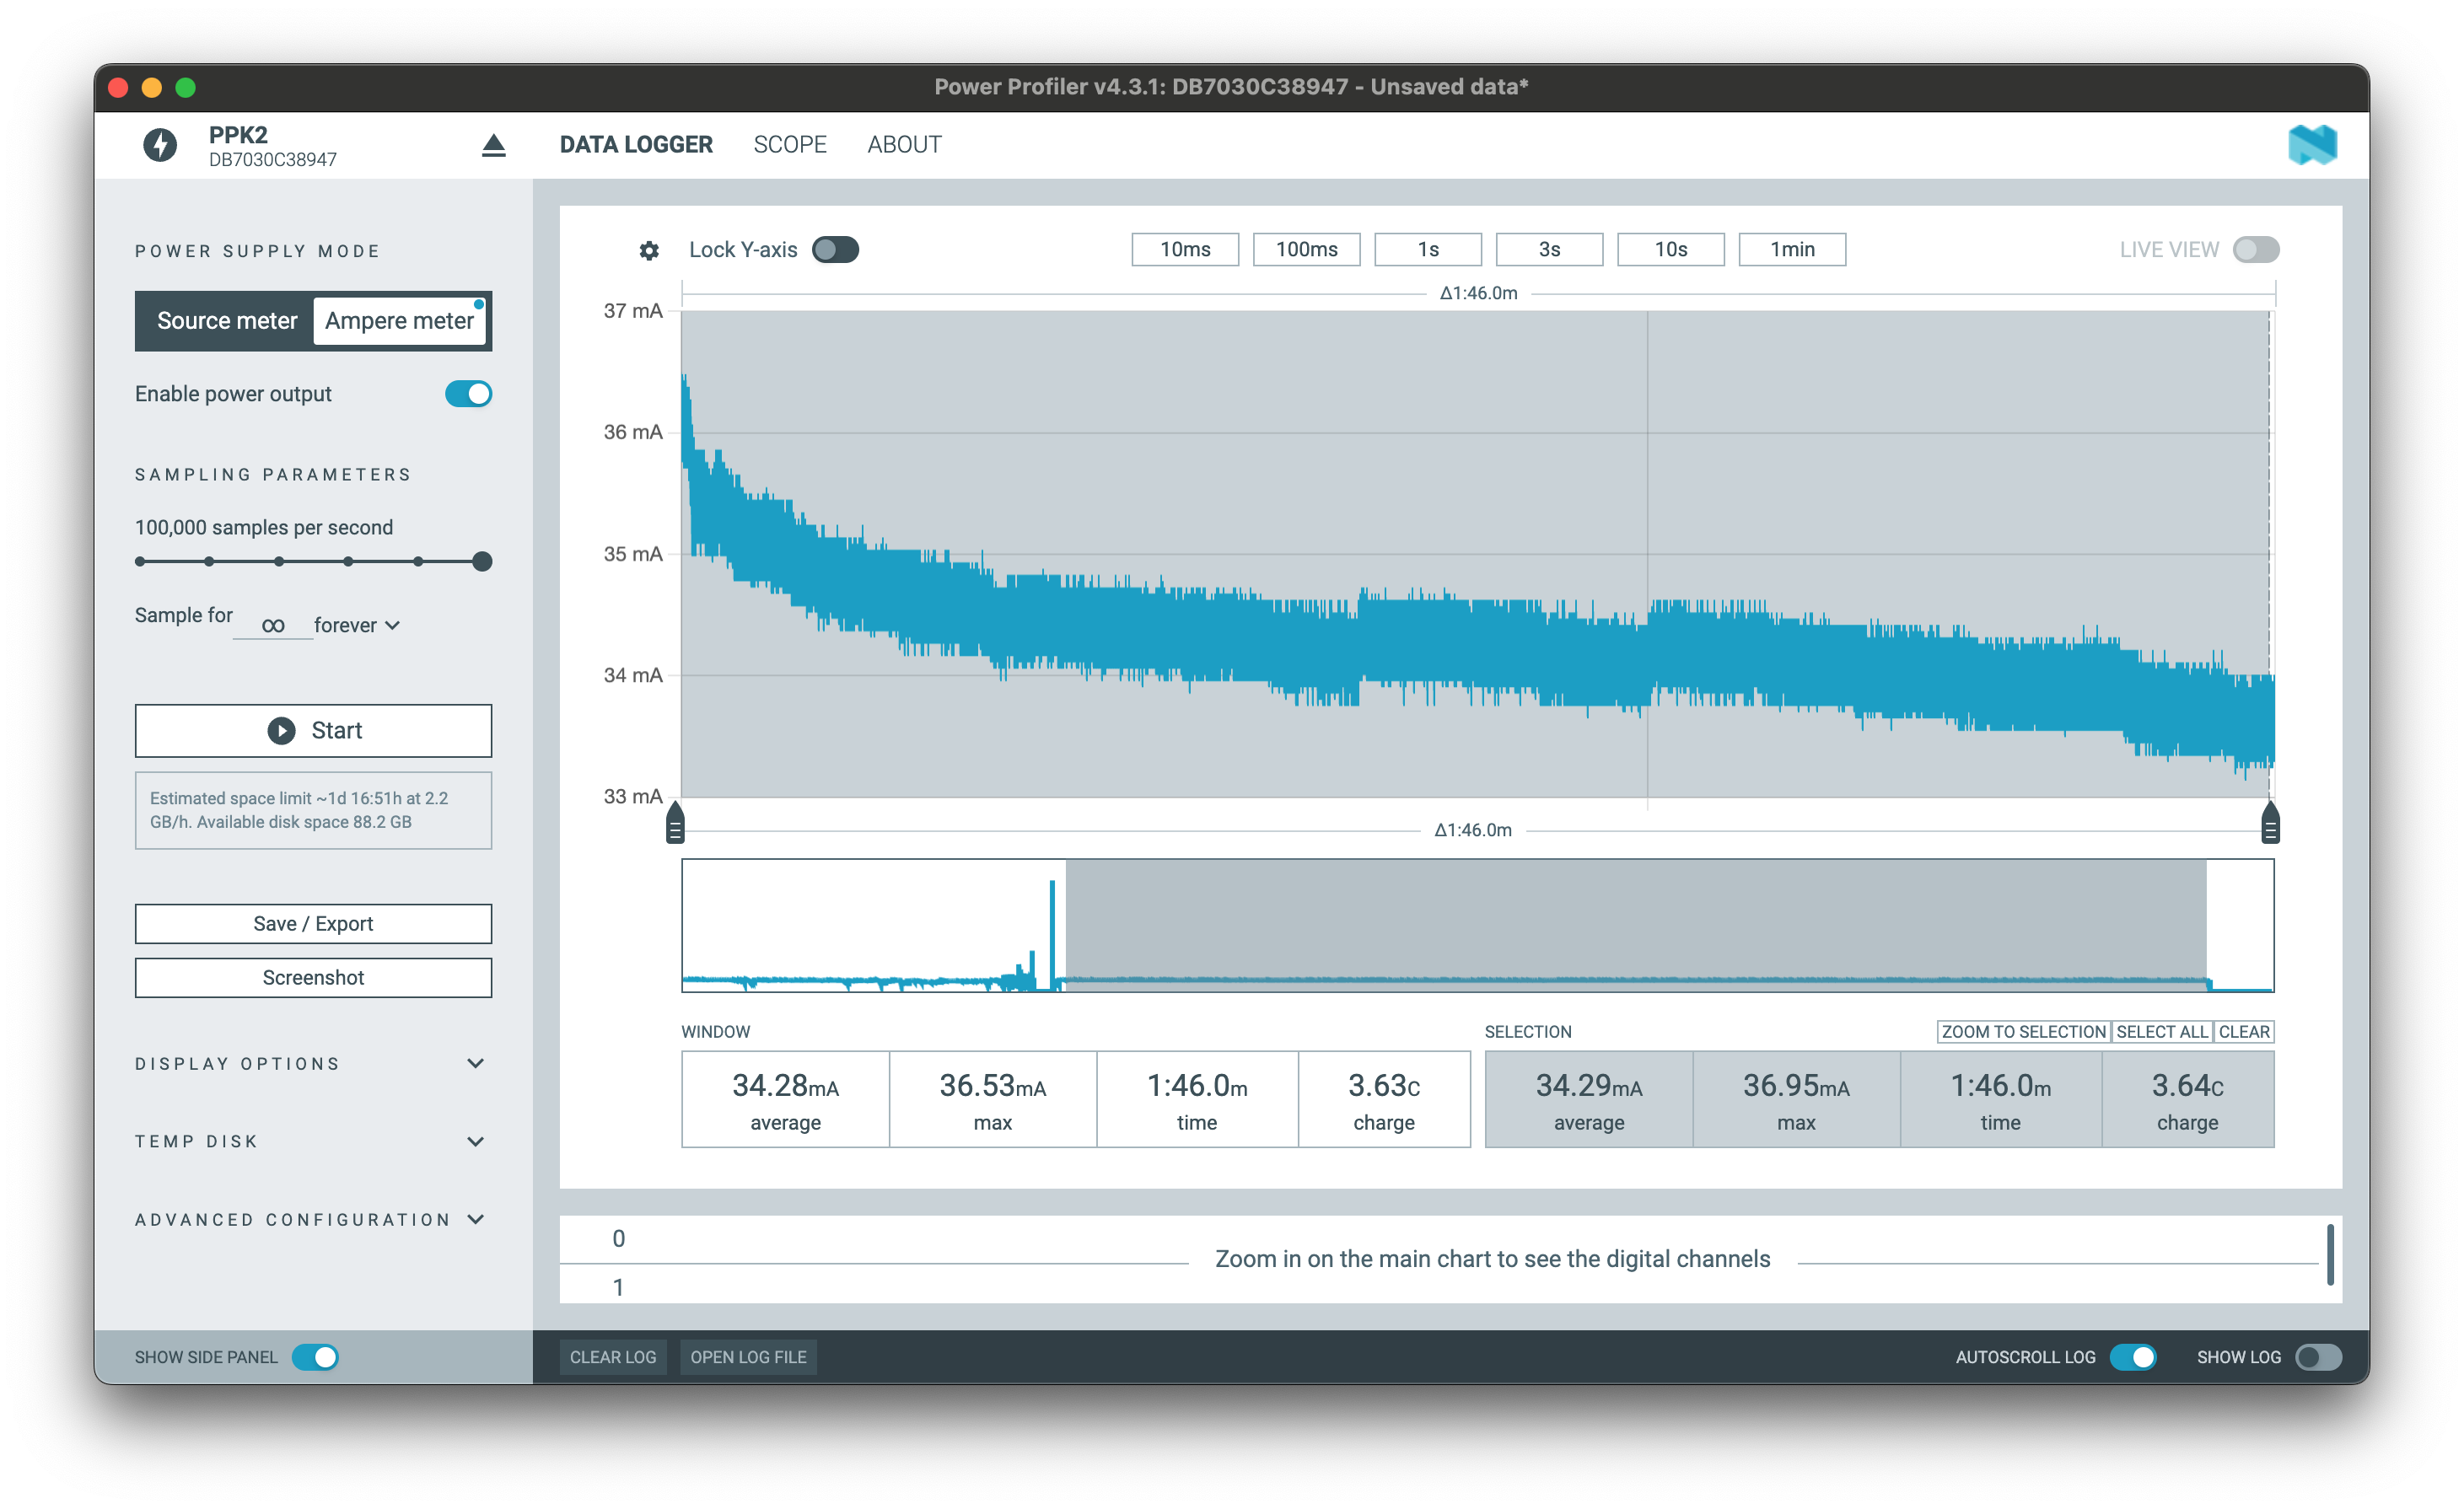 Power Profiler v4.3.1: DB7030C38947 - Unsaved data*
PPK2
DB7030C38947
DATA LOGGER
SCOPE
ABOUT
POWER SUPPLY MODE
Source meter
Ampere meter
Enable power output
SAMPLING PARAMETERS
100,000 samples per second
Sample for ∞ forever
Start
Estimated space limit ~1d 16:51h at 2.2
GB/h. Available disk space 88.2 GB
Save / Export
Screenshot
DISPLAY OPTIONS
TEMP DISK
ADVANCED CONFIGURATION
SHOW SIDE PANEL
Lock Y-axis
10ms
100ms
1s
3s
10s
1min
LIVE VIEW
Δ1:46.0m
37 mA
36 mA
35 mA
34 mA
33 mA
Δ1:46.0m
WINDOW
34.28mA
average
36.53mA
max
1:46.0m
time
3.63C
charge
SELECTION
ZOOM TO SELECTION
SELECT ALL
CLEAR
34.29mA
average
36.95mA
max
1:46.0m
time
3.64C
charge
0
1
Zoom in on the main chart to see the digital channels
CLEAR LOG
OPEN LOG FILE
AUTOSCROLL LOG
SHOW LOG